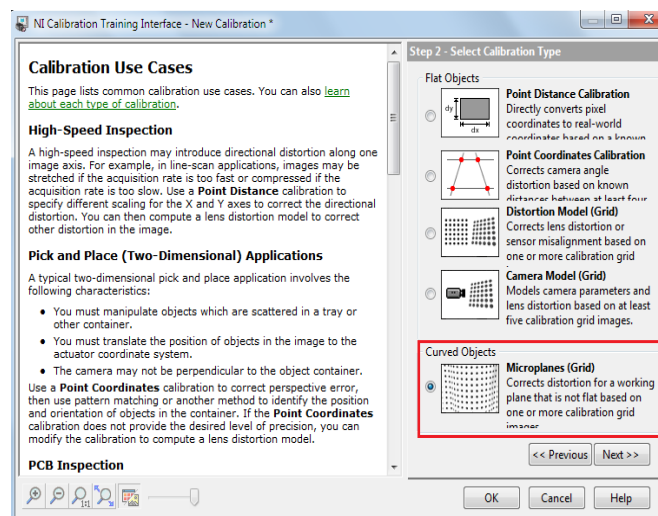 NI Calibration Training Interface - New Calibration *
Calibration Use Cases
This page lists common calibration use cases. You can also learn
about each type of calibration.
High-Speed Inspection
A high-speed inspection may introduce directional distortion along one
image axis. For example, in line-scan applications, images may be
stretched if the acquisition rate is too fast or compressed if the
acquisition rate is too slow. Use a Point Distance calibration to
specify different scaling for the X and Y axes to correct the directional
distortion. You can then compute a lens distortion model to correct
other distortion in the image.
Pick and Place (Two-Dimensional) Applications
A typical two-dimensional pick and place application involves the
following characteristics:
• You must manipulate objects which are scattered in a tray or
other container.
• You must translate the position of objects in the image to the
actuator coordinate system.
• The camera may not be perpendicular to the object container.
Use a Point Coordinates calibration to correct perspective error,
then use pattern matching or another method to identify the position
and orientation of objects in the container. If the Point Coordinates
calibration does not provide the desired level of precision, you can
modify the calibration to compute a lens distortion model.
PCB Inspection
1:1
Step 2 - Select Calibration Type
Flat Objects
dy
dx
Point Distance Calibration
Directly converts pixel
coordinates to real-world
coordinates based on a known
Point Coordinates Calibration
Corrects camera angle
distortion based on known
distances between at least four
Distortion Model (Grid)
Corrects lens distortion or
sensor misalignment based on
one or more calibration grid
Camera Model (Grid)
Models camera parameters and
lens distortion based on at least
five calibration grid images.
Curved Objects
Microplanes (Grid)
Corrects distortion for a working
plane that is not flat based on
one or more calibration grid
images
<< Previous
Next >>
OK
Cancel
Help